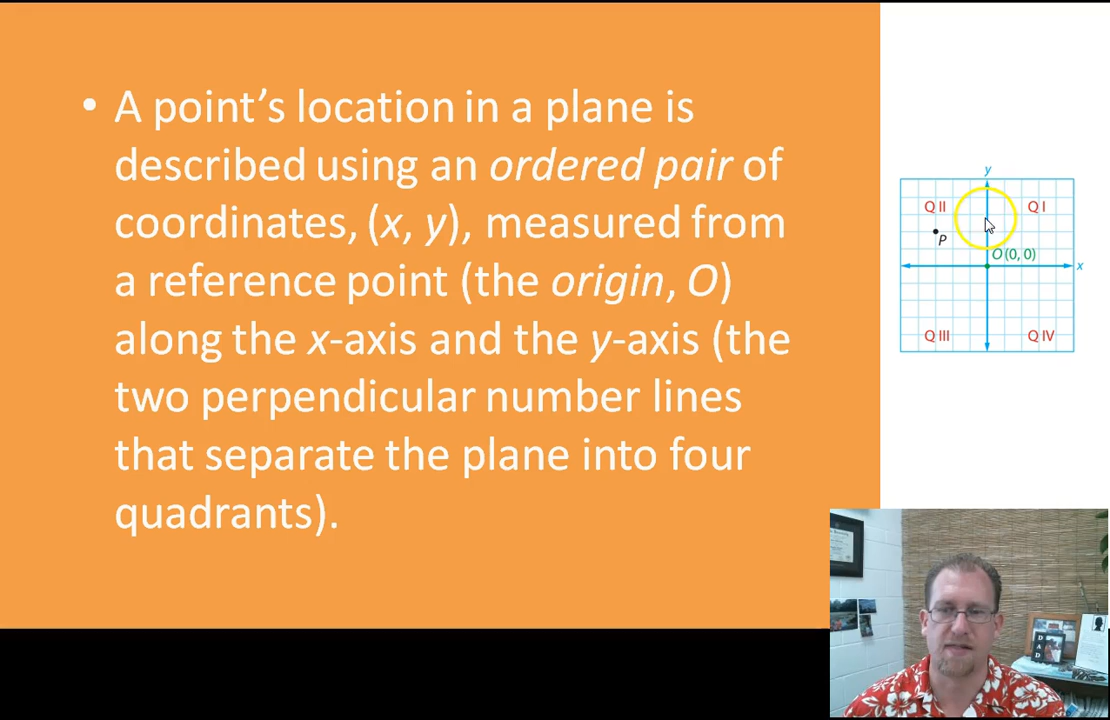 • A point’s location in a plane is
described using an ordered pair of
coordinates, (x, y), measured from
a reference point (the origin, O)
along the x-axis and the y-axis (the
two perpendicular number lines
that separate the plane into four
quadrants).
y
Q II
Q I
P
O (0, 0)
x
Q III
Q IV
DAD